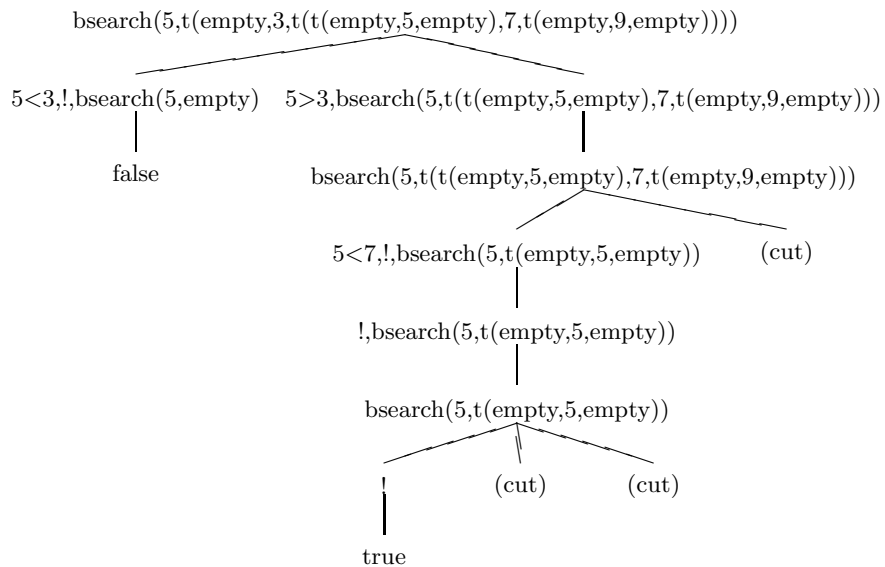 bsearch(5,t(empty,3,t(t(empty,5,empty),7,t(empty,9,empty))))
5<3,!,bsearch(5,empty) 5>3,bsearch(5,t(t(empty,5,empty),7,t(empty,9,empty)))
false
bsearch(5,t(t(empty,5,empty),7,t(empty,9,empty)))
5<7,!,bsearch(5,t(empty,5,empty)) (cut)
!,bsearch(5,t(empty,5,empty))
bsearch(5,t(empty,5,empty))
! (cut) (cut)
true